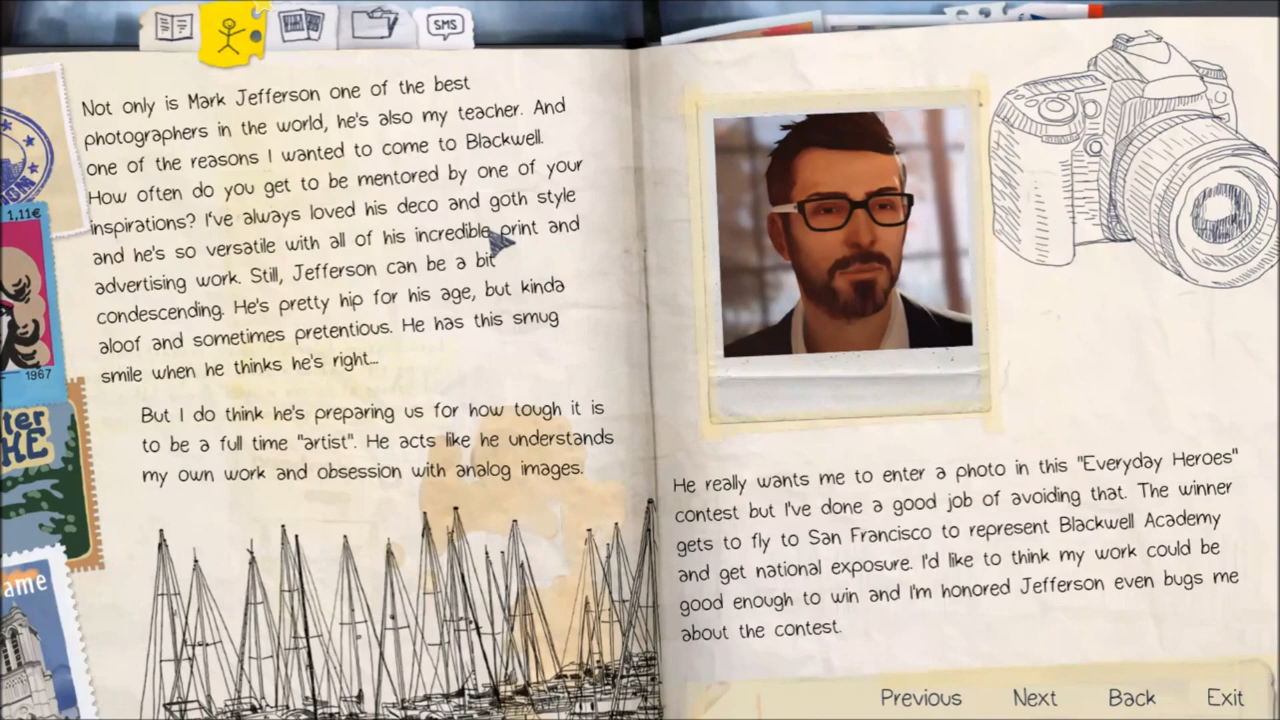 SMS
Not only is Mark Jefferson one of the best
photographers in the world, he's also my teacher. And
one of the reasons I wanted to come to Blackwell.
How often do you get to be mentored by one of your
inspirations? I've always loved his deco and goth style
and he's so versatile with all of his incredible print and
advertising work. Still, Jefferson can be a bit
condescending. He's pretty hip for his age, but kinda
aloof and sometimes pretentious. He has this smug
smile when he thinks he's right...
But I do think he's preparing us for how tough it is
to be a full time "artist". He acts like he understands
my own work and obsession with analog images.
1,11€
1967
ter
HE
ame
He really wants me to enter a photo in this "Everyday Heroes"
contest but I've done a good job of avoiding that. The winner
gets to fly to San Francisco to represent Blackwell Academy
and get national exposure. I'd like to think my work could be
good enough to win and I'm honored Jefferson even bugs me
about the contest.
Previous Next Back Exit